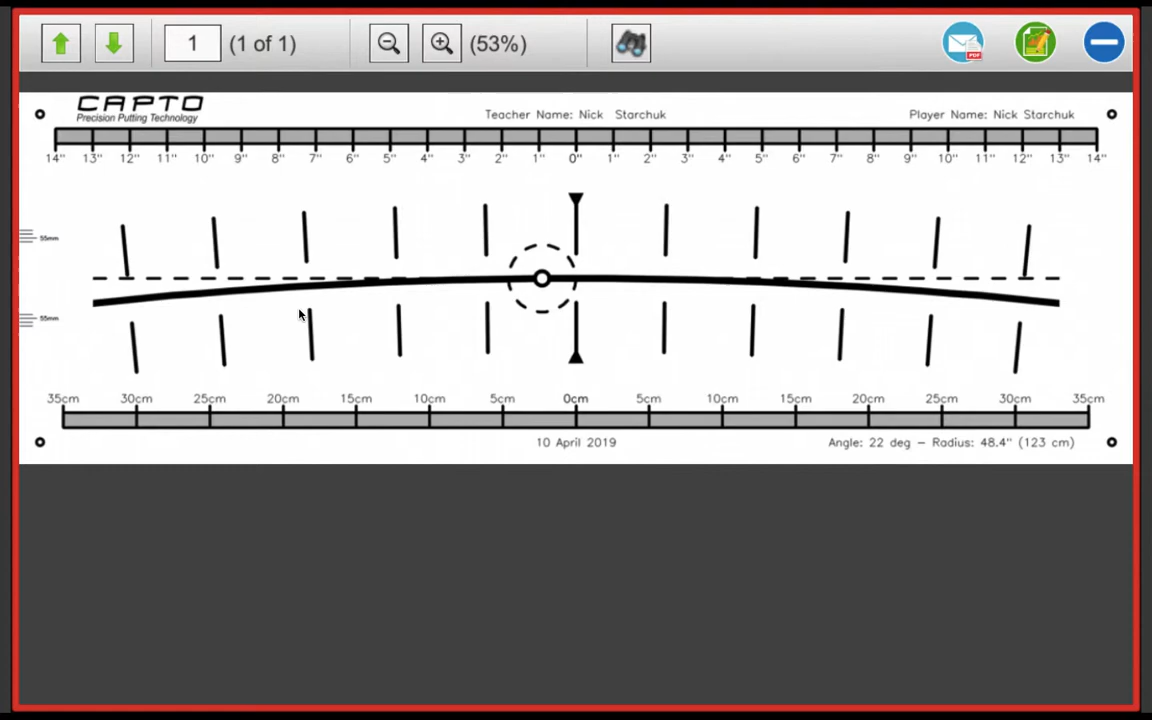 1 (1 of 1) (53%)
PDF
CAPTO
Precision Putting Technology
Teacher Name: Nick Starchuk
Player Name: Nick Starchuk
14" 13" 12" 11" 10" 9" 8" 7" 6" 5" 4" 3" 2" 1" 0" 1" 2" 3" 4" 5" 6" 7" 8" 9" 10" 11" 12" 13" 14"
55mm
55mm
35cm 30cm 25cm 20cm 15cm 10cm 5cm 0cm 5cm 10cm 15cm 20cm 25cm 30cm 35cm
10 April 2019
Angle: 22 deg – Radius: 48.4" (123 cm)